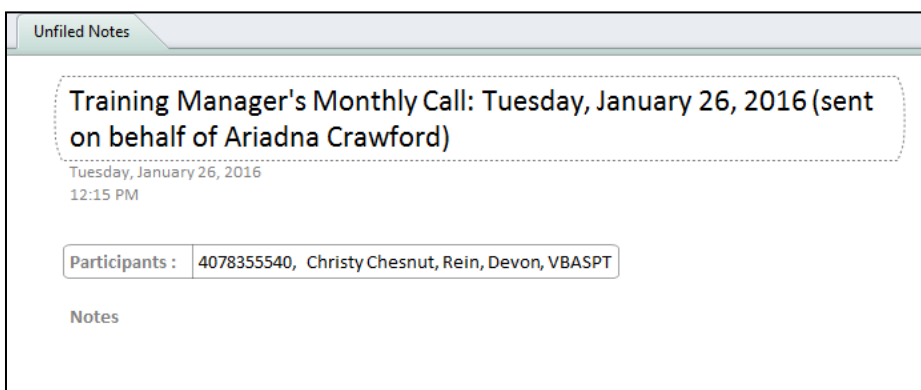 Unfiled Notes
Training Manager's Monthly Call: Tuesday, January 26, 2016 (sent
on behalf of Ariadna Crawford)
Tuesday, January 26, 2016
12:15 PM
Participants : 4078355540, Christy Chesnut, Rein, Devon, VBASPT
Notes